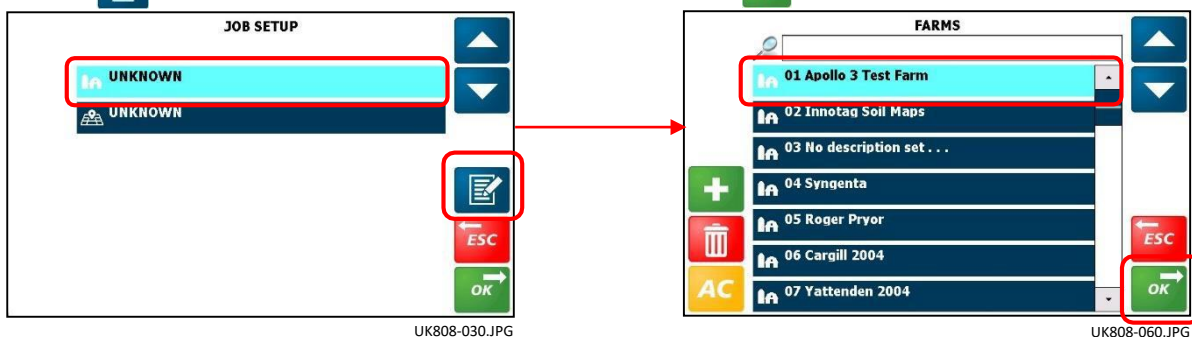 JOB SETUP
UNKNOWN
UNKNOWN
ESC
OK
UK808-030.JPG
FARMS
01 Apollo 3 Test Farm
02 Innotag Soil Maps
03 No description set . . .
04 Syngenta
05 Roger Pryor
06 Cargill 2004
07 Yattenden 2004
AC
ESC
OK
UK808-060.JPG